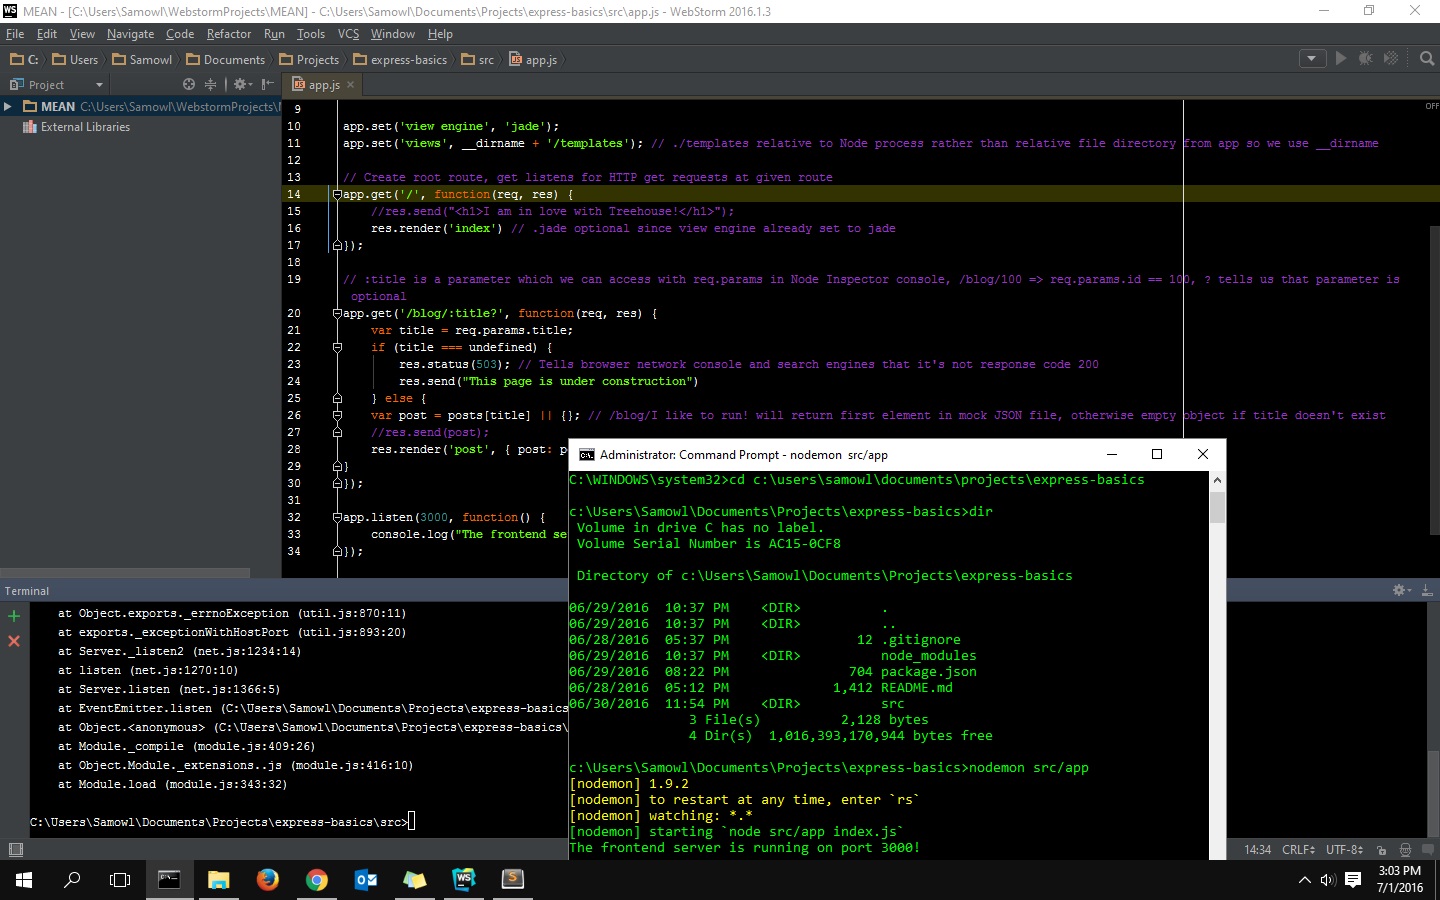 MEAN - [C:\Users\Samowl\WebstormProjects\MEAN] - C:\Users\Samowl\Documents\Projects\express-basics\src\app.js - WebStorm 2016.1.3
File Edit View Navigate Code Refactor Run Tools VCS Window Help
C: Users Samowl Documents Projects express-basics src app.js
Project
app.js
MEAN C:\Users\Samowl\WebstormProjects\
External Libraries
OFF
9
10 app.set('view engine', 'jade');
11 app.set('views', __dirname + '/templates'); // ./templates relative to Node process rather than relative file directory from app so we use __dirname
12
13 // Create root route, get listens for HTTP get requests at given route
14 app.get('/', function(req, res) {
15 //res.send("<h1>I am in love with Treehouse!</h1>");
16 res.render('index') // .jade optional since view engine already set to jade
17 });
18
19 // :title is a parameter which we can access with req.params in Node Inspector console, /blog/100 => req.params.id == 100, ? tells us that parameter is
optional
20 app.get('/blog/:title?', function(req, res) {
21 var title = req.params.title;
22 if (title === undefined) {
23 res.status(503); // Tells browser network console and search engines that it's not response code 200
24 res.send("This page is under construction")
25 } else {
26 var post = posts[title] || {}; // /blog/I like to run! will return first element in mock JSON file, otherwise empty object if title doesn't exist
27 //res.send(post);
28 res.render('post', { post: p
29 }
30 });
31
32 app.listen(3000, function() {
33 console.log("The frontend se
34 });
Terminal
at Object.exports._errnoException (util.js:870:11)
at exports._exceptionWithHostPort (util.js:893:20)
at Server._listen2 (net.js:1234:14)
at listen (net.js:1270:10)
at Server.listen (net.js:1366:5)
at EventEmitter.listen (C:\Users\Samowl\Documents\Projects\express-basics
at Object.<anonymous> (C:\Users\Samowl\Documents\Projects\express-basics\
at Module._compile (module.js:409:26)
at Object.Module._extensions..js (module.js:416:10)
at Module.load (module.js:343:32)
C:\Users\Samowl\Documents\Projects\express-basics\src>
Administrator: Command Prompt - nodemon src/app
C:\WINDOWS\system32>cd c:\users\samowl\documents\projects\express-basics
c:\Users\Samowl\Documents\Projects\express-basics>dir
Volume in drive C has no label.
Volume Serial Number is AC15-0CF8
Directory of c:\Users\Samowl\Documents\Projects\express-basics
06/29/2016 10:37 PM <DIR> .
06/29/2016 10:37 PM <DIR> ..
06/28/2016 05:37 PM 12 .gitignore
06/29/2016 10:37 PM <DIR> node_modules
06/29/2016 08:22 PM 704 package.json
06/28/2016 05:12 PM 1,412 README.md
06/30/2016 11:54 PM <DIR> src
3 File(s) 2,128 bytes
4 Dir(s) 1,016,393,170,944 bytes free
c:\Users\Samowl\Documents\Projects\express-basics>nodemon src/app
[nodemon] 1.9.2
[nodemon] to restart at any time, enter `rs`
[nodemon] watching: *.*
[nodemon] starting `node src/app index.js`
The frontend server is running on port 3000!
14:34 CRLF UTF-8
3:03 PM
7/1/2016